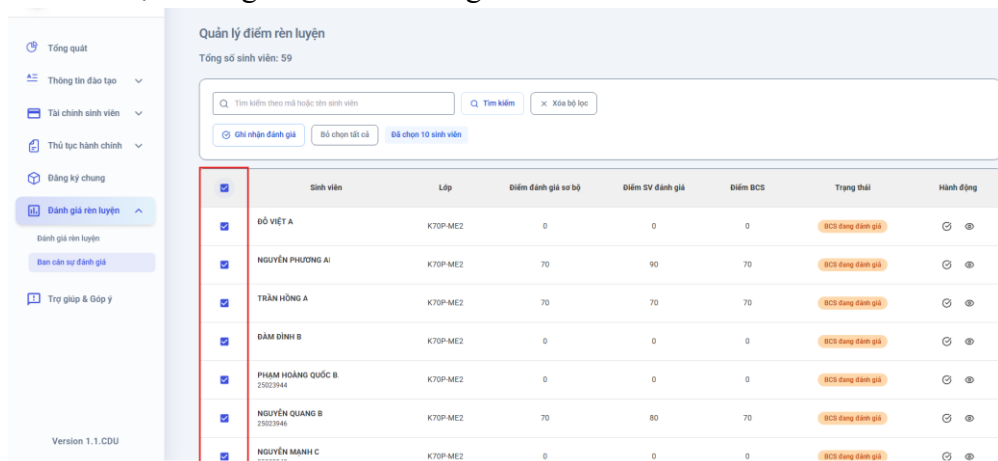 Tổng quát
Thông tin đào tạo
Tài chính sinh viên
Thủ tục hành chính
Đăng ký chung
Đánh giá rèn luyện
Đánh giá rèn luyện
Ban cán sự đánh giá
Trợ giúp & Góp ý
Version 1.1.CDU
Quản lý điểm rèn luyện
Tổng số sinh viên: 59
Tìm kiếm theo mã hoặc tên sinh viên Tìm kiếm Xóa bộ lọc
Ghi nhận đánh giá Bỏ chọn tất cả Đã chọn 10 sinh viên
Sinh viên Lớp Điểm đánh giá sơ bộ Điểm SV đánh giá Điểm BCS Trạng thái Hành động
ĐỖ VIỆT A K70P-ME2 0 0 0 BCS đang đánh giá
NGUYỄN PHƯƠNG A K70P-ME2 70 90 70 BCS đang đánh giá
TRẦN HỒNG A K70P-ME2 70 70 70 BCS đang đánh giá
ĐÀM ĐÌNH B K70P-ME2 0 0 0 BCS đang đánh giá
PHẠM HOÀNG QUỐC B K70P-ME2 0 0 0 BCS đang đánh giá
25023944
NGUYỄN QUANG B K70P-ME2 70 80 70 BCS đang đánh giá
25023946
NGUYỄN MẠNH C K70P-ME2 0 0 0 BCS đang đánh giá